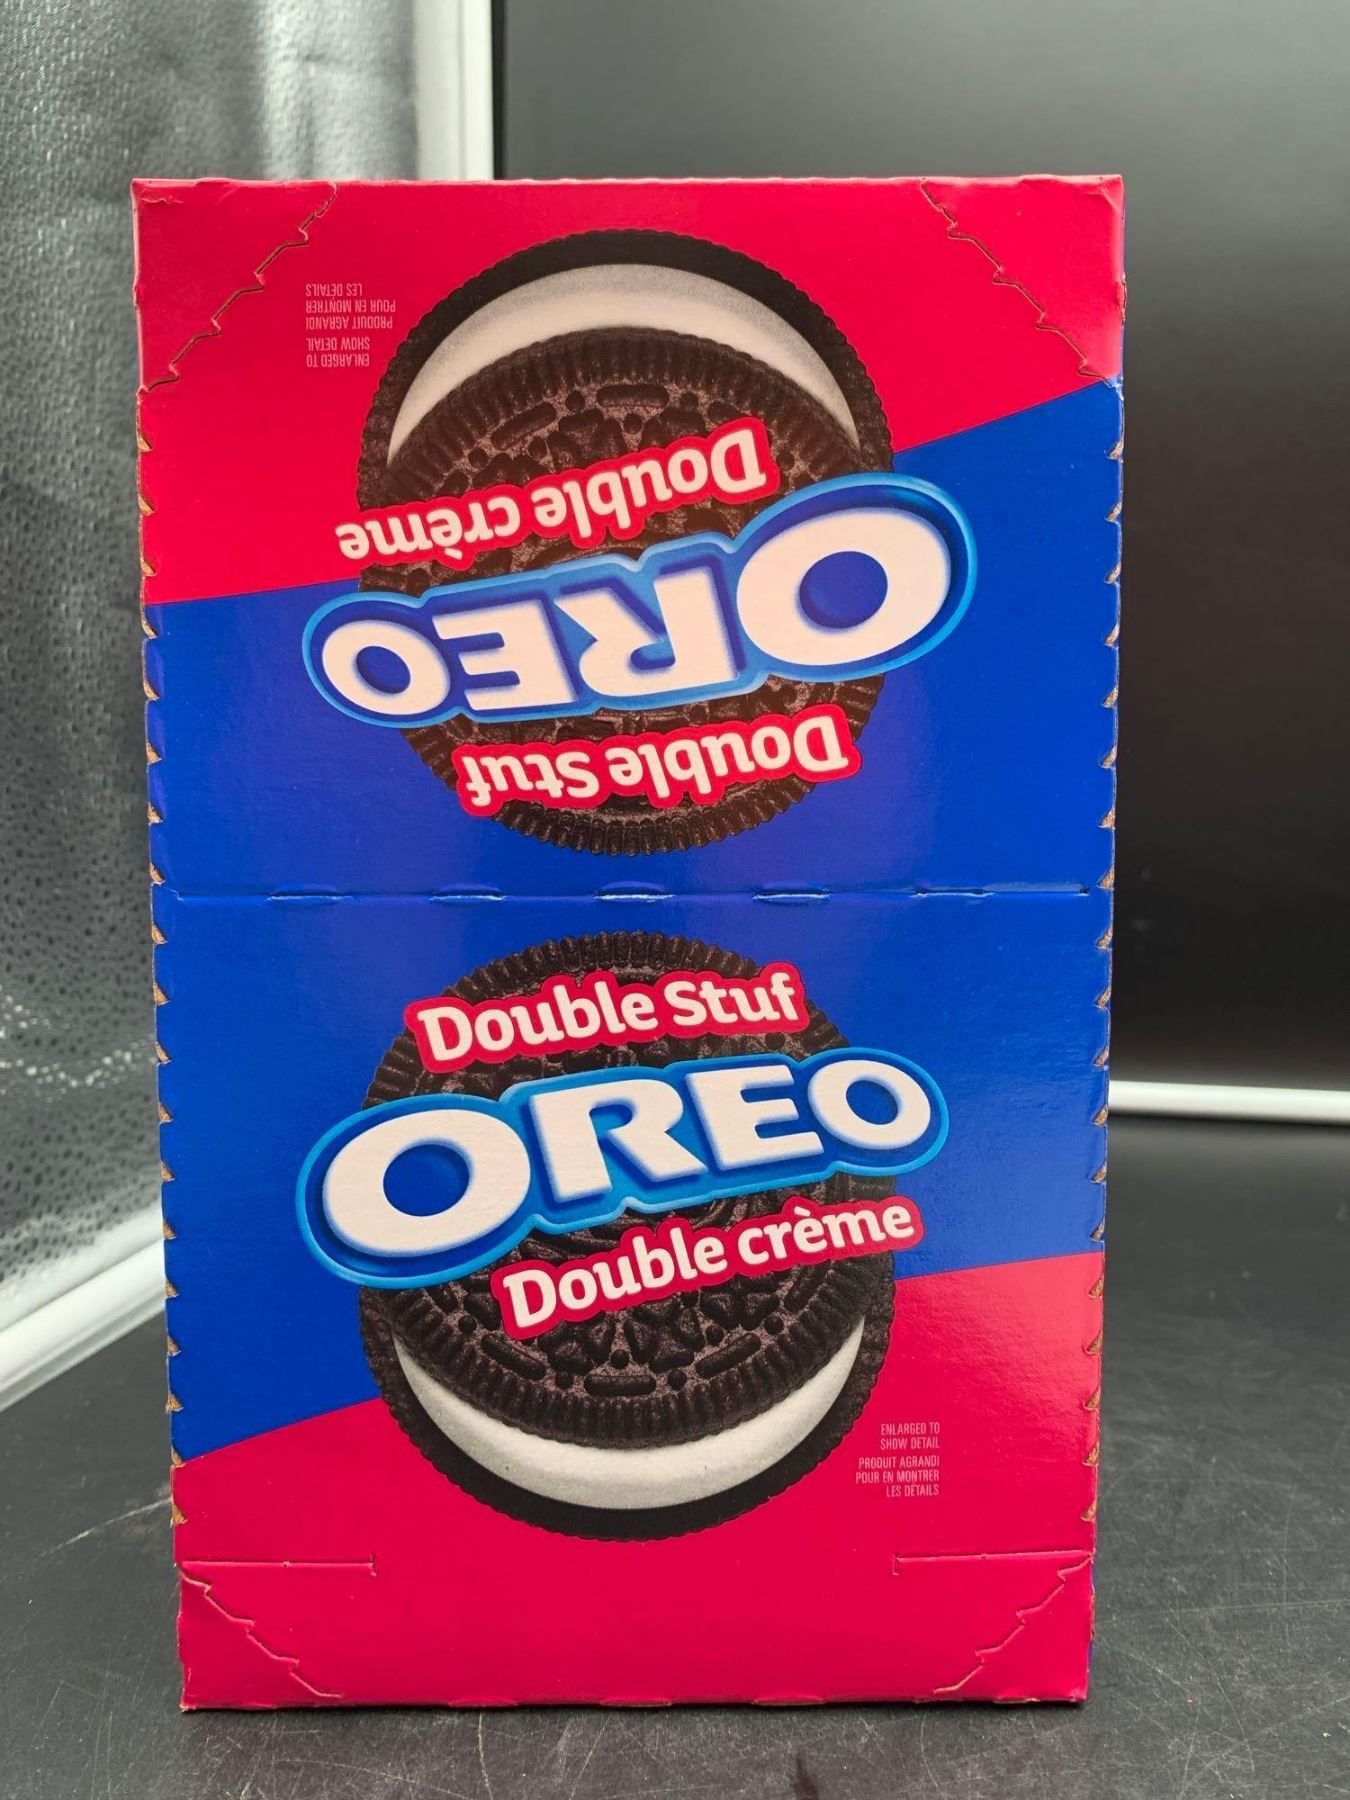 LES DÉTAILS
POUR EN MONTRER
PRODUIT AGRANDI
SHOW DETAIL
ENLARGED TO
Double crème
OREO
Double Stuf
Double Stuf
OREO
Double crème
ENLARGED TO
SHOW DETAIL
PRODUIT AGRANDI
POUR EN MONTRER
LES DÉTAILS